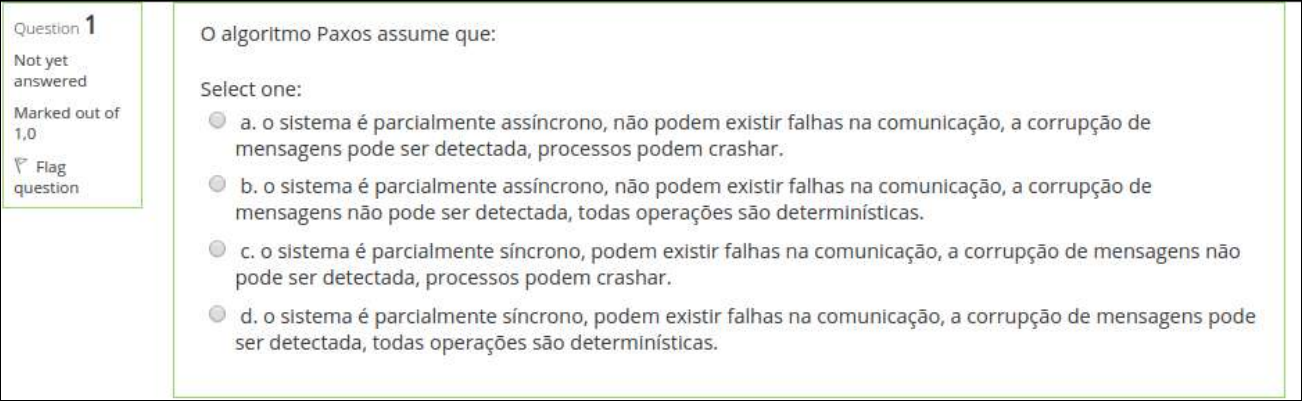 Question 1
Not yet
answered
Marked out of
1,0
Flag
question
O algoritmo Paxos assume que:
Select one:
a. o sistema é parcialmente assíncrono, não podem existir falhas na comunicação, a corrupção de
mensagens pode ser detectada, processos podem crashar.
b. o sistema é parcialmente assíncrono, não podem existir falhas na comunicação, a corrupção de
mensagens não pode ser detectada, todas operações são determinísticas.
c. o sistema é parcialmente síncrono, podem existir falhas na comunicação, a corrupção de mensagens não
pode ser detectada, processos podem crashar.
d. o sistema é parcialmente síncrono, podem existir falhas na comunicação, a corrupção de mensagens pode
ser detectada, todas operações são determinísticas.